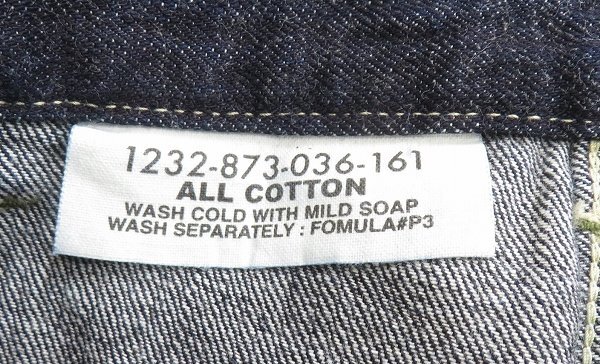 1232-873-036-161
ALL COTTON
WASH COLD WITH MILD SOAP
WASH SEPARATELY : FOMULA#P3